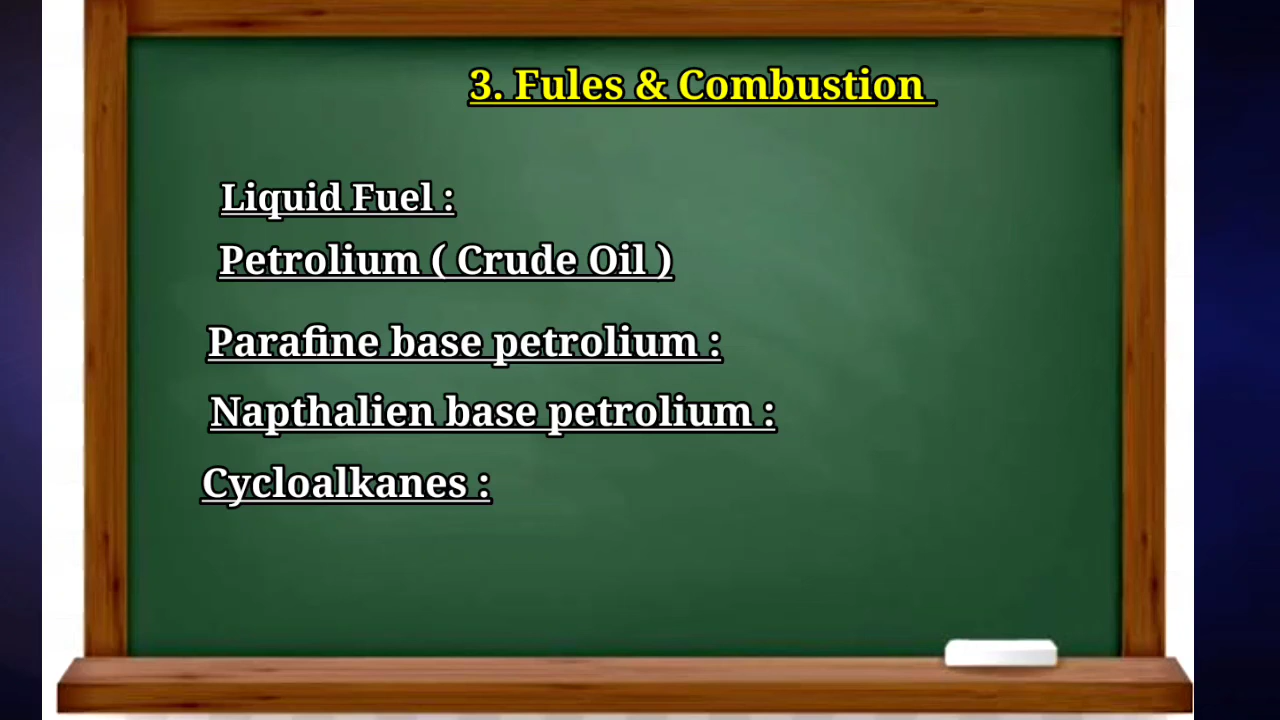 3. Fules & Combustion
Liquid Fuel :
Petrolium ( Crude Oil )
Parafine base petrolium :
Napthalien base petrolium :
Cycloalkanes :